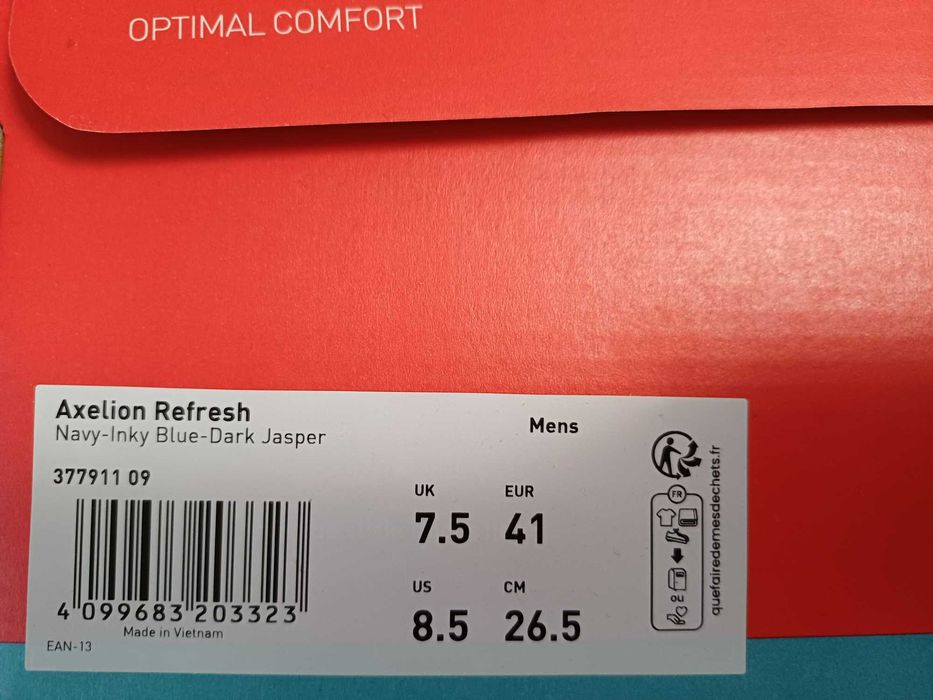 OPTIMAL COMFORT
Axelion Refresh
Navy-Inky Blue-Dark Jasper
Mens
377911 09
UK EUR
7.5 41
US CM
8.5 26.5
4 099683 203323
Made in Vietnam
EAN-13
FR
OU
quefairedemesdechets.fr